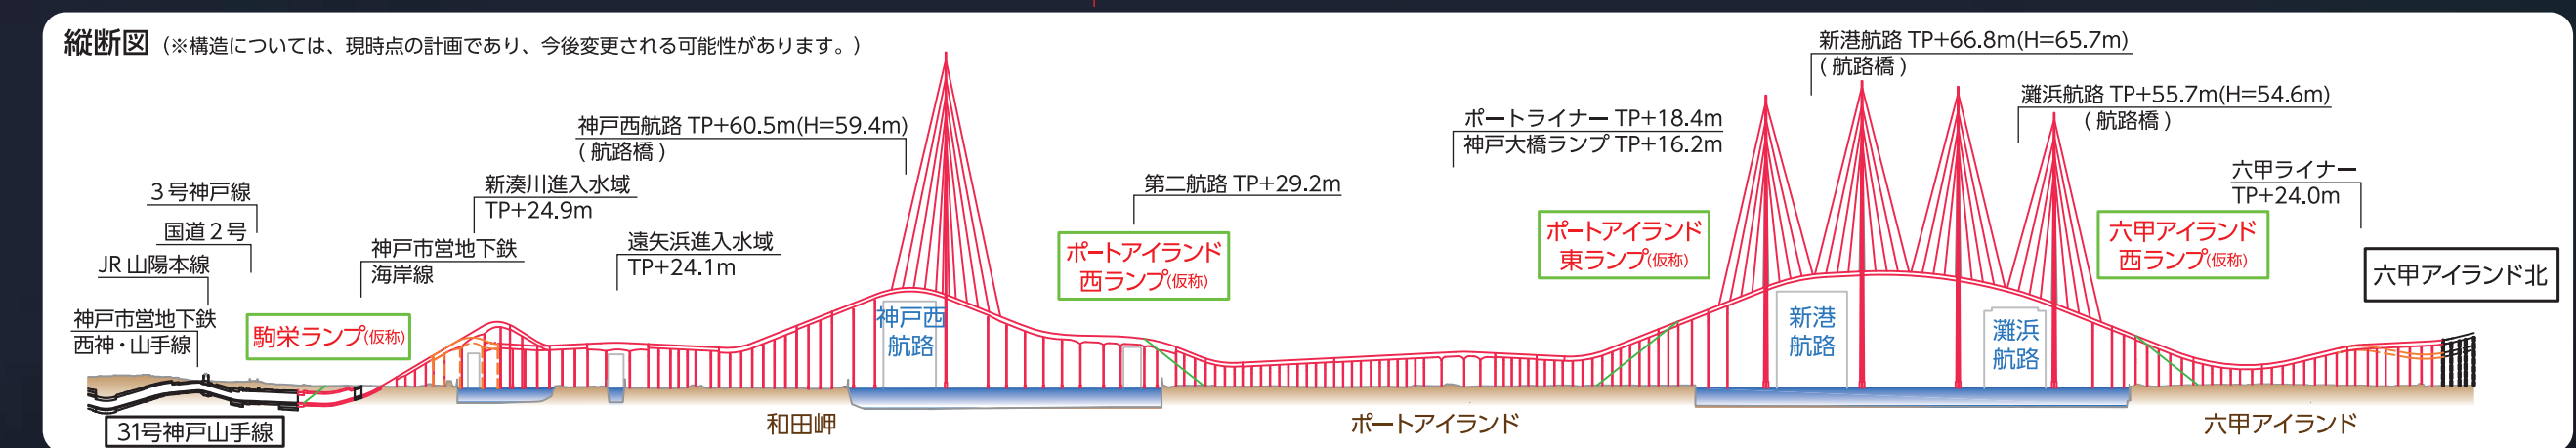 縦断図 (※構造については、現時点の計画であり、今後変更される可能性があります。)
3号神戸線
国道2号
JR山陽本線
神戸市営地下鉄
西神・山手線
駒栄ランプ(仮称)
31号神戸山手線
神戸市営地下鉄
海岸線
新湊川進入水域
TP+24.9m
遠矢浜進入水域
TP+24.1m
神戸西航路 TP+60.5m(H=59.4m)
(航路橋)
神戸西
航路
和田岬
第二航路 TP+29.2m
ポートアイランド
西ランプ(仮称)
ポートアイランド
ポートライナー TP+18.4m
神戸大橋ランプ TP+16.2m
ポートアイランド
東ランプ(仮称)
新港航路 TP+66.8m(H=65.7m)
(航路橋)
新港
航路
灘浜航路 TP+55.7m(H=54.6m)
(航路橋)
灘浜
航路
六甲アイランド
西ランプ(仮称)
六甲ライナー
TP+24.0m
六甲アイランド北
六甲アイランド